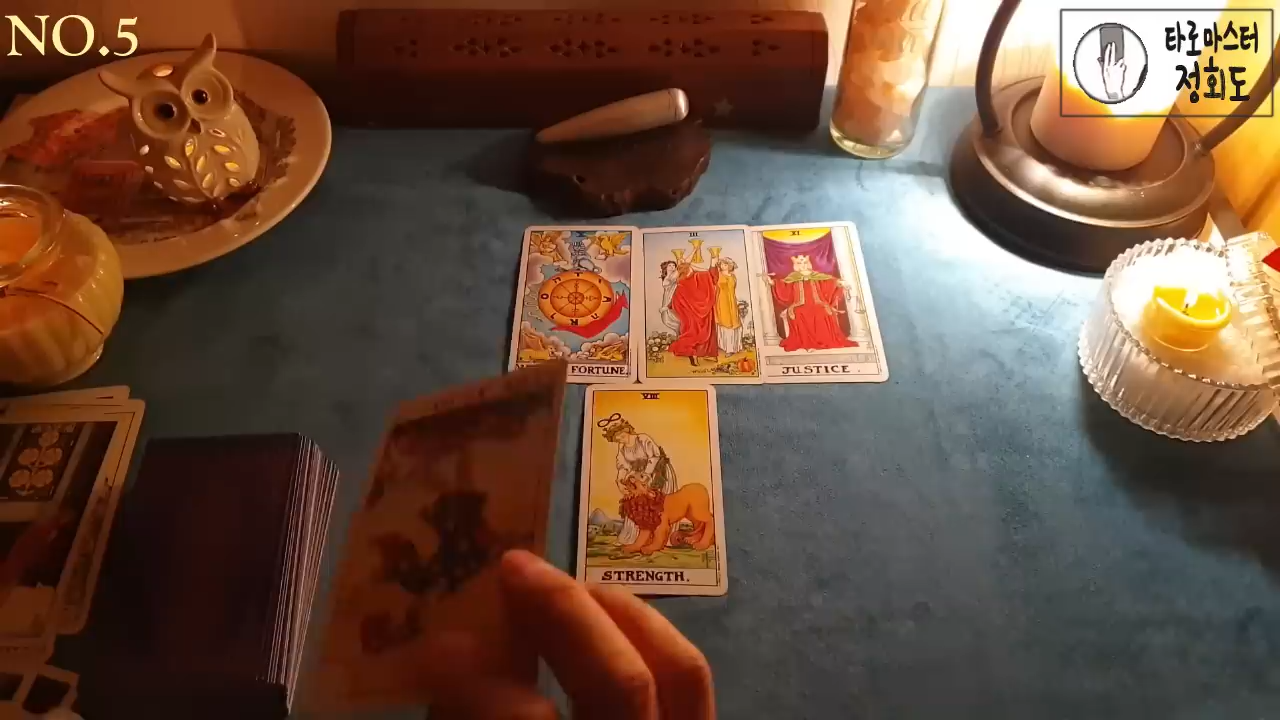 NO.5
타로마스터
정회도
III
XI
FORTUNE.
JUSTICE.
VIII
STRENGTH.